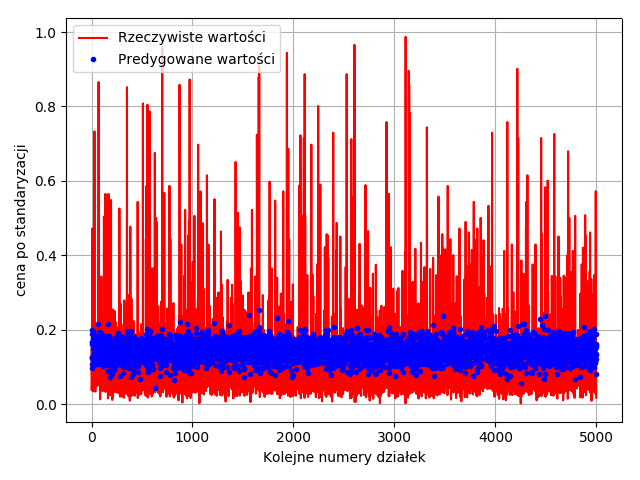 Rzeczywiste wartości
Predygowane wartości
cena po standaryzacji
1.0
0.8
0.6
0.4
0.2
0.0
0 1000 2000 3000 4000 5000
Kolejne numery działek